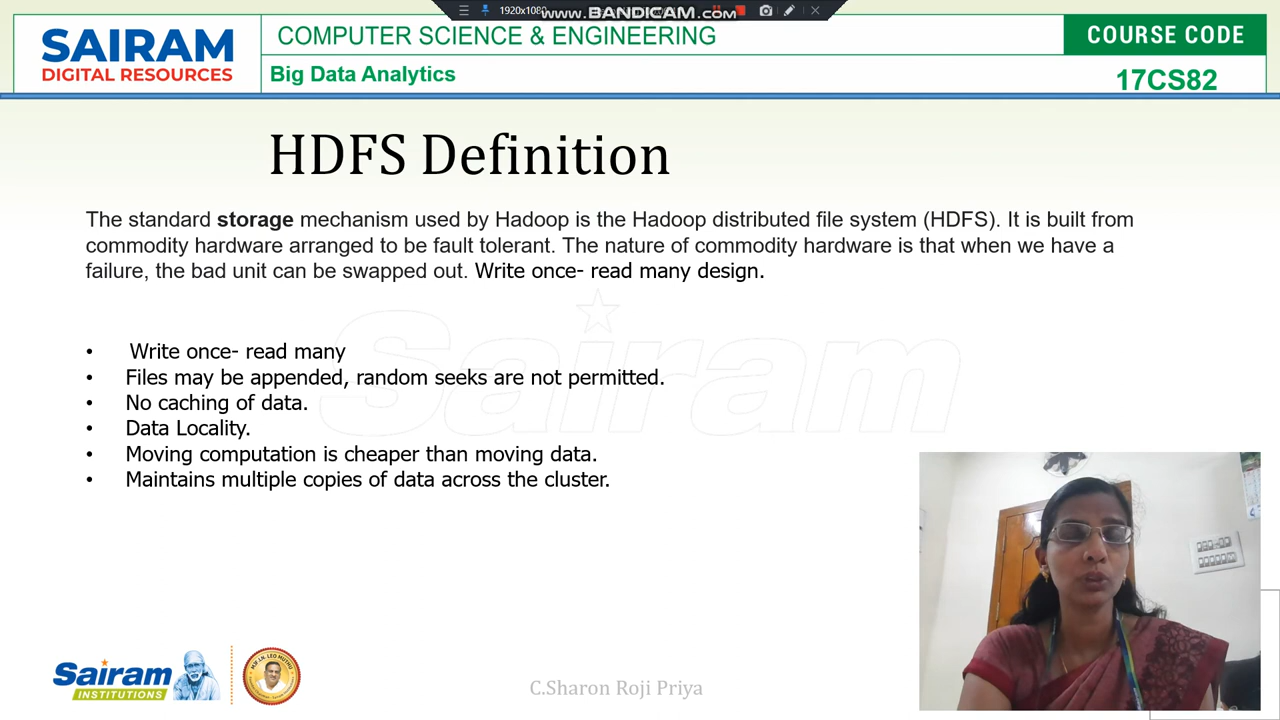 1920x1080
www.BANDICAM.com
SAIRAM
DIGITAL RESOURCES
COMPUTER SCIENCE & ENGINEERING
COURSE CODE
Big Data Analytics
17CS82
HDFS Definition
The standard storage mechanism used by Hadoop is the Hadoop distributed file system (HDFS). It is built from
commodity hardware arranged to be fault tolerant. The nature of commodity hardware is that when we have a
failure, the bad unit can be swapped out. Write once- read many design.
Sairam
• Write once- read many
• Files may be appended, random seeks are not permitted.
• No caching of data.
• Data Locality.
• Moving computation is cheaper than moving data.
• Maintains multiple copies of data across the cluster.
Sairam
INSTITUTIONS
C.Sharon Roji Priya